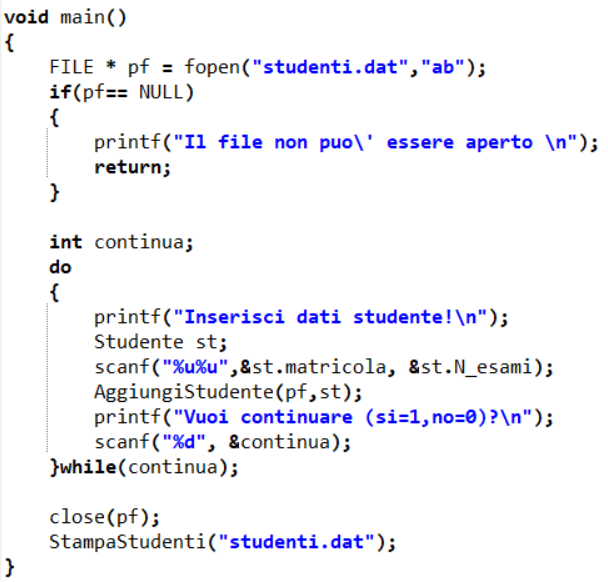 void main()
{
    FILE * pf = fopen("studenti.dat","ab");
    if(pf== NULL)
    {
        printf("Il file non puo\' essere aperto \n");
        return;
    }

    int continua;
    do
    {
        printf("Inserisci dati studente!\n");
        Studente st;
        scanf("%u%u",&st.matricola, &st.N_esami);
        AggiungiStudente(pf,st);
        printf("Vuoi continuare (si=1,no=0)?\n");
        scanf("%d", &continua);
    }while(continua);

    close(pf);
    StampaStudenti("studenti.dat");
}